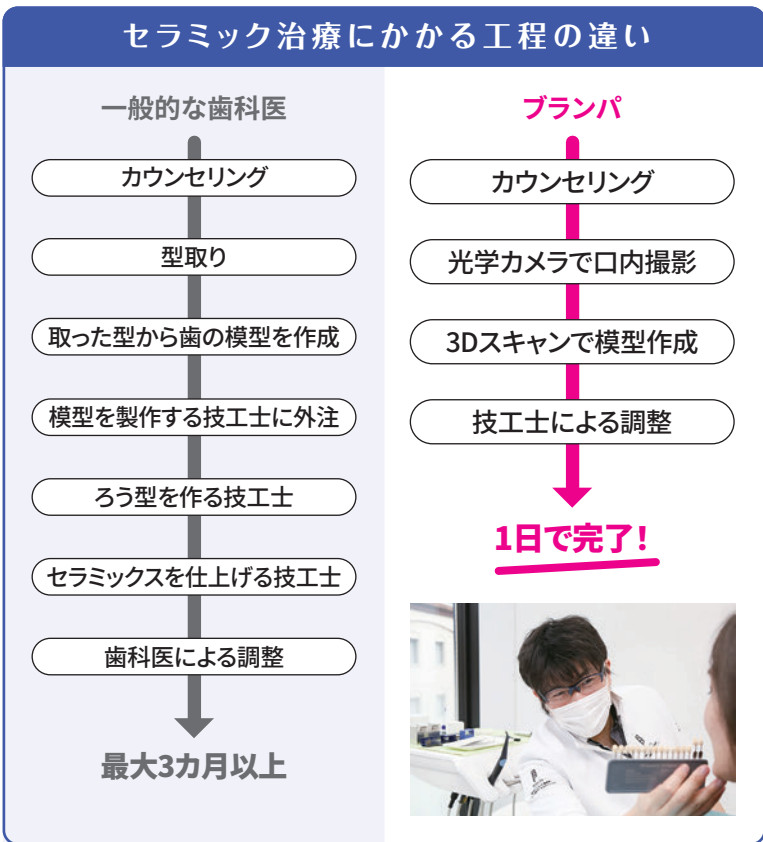 セラミック治療にかかる工程の違い
一般的な歯科医
カウンセリング
型取り
取った型から歯の模型を作成
模型を製作する技工士に外注
ろう型を作る技工士
セラミックスを仕上げる技工士
歯科医による調整
最大3カ月以上
ブランパ
カウンセリング
光学カメラで口内撮影
3Dスキャンで模型作成
技工士による調整
1日で完了!